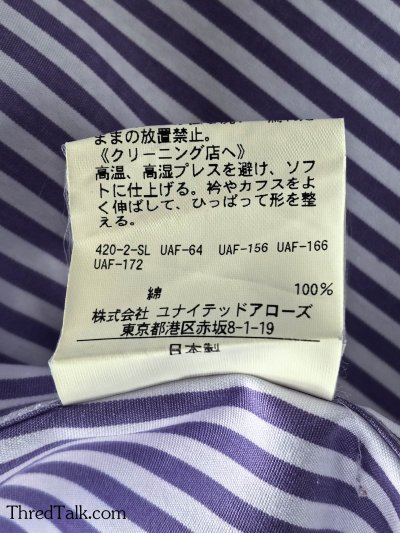 ままの放置禁止。
《クリーニング店へ》
高温、高湿プレスを避け、ソフ
トに仕上げる。衿やカフスをよ
く伸ばして、ひっぱって形を整
える。
420-2-SL UAF-64 UAF-156 UAF-166
UAF-172
綿 100%
株式会社 ユナイテッドアローズ
東京都港区赤坂8-1-19
日本製
ThredTalk.com